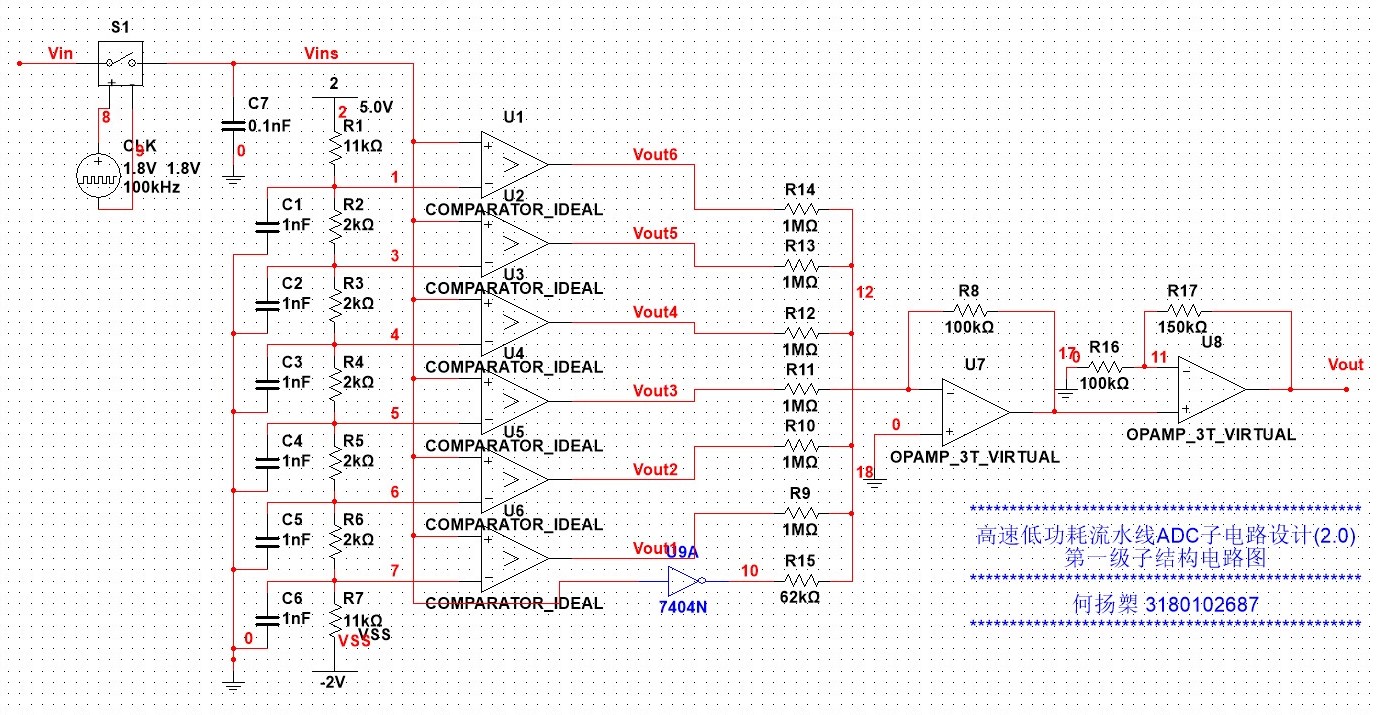 S1
Vin
Vins
8
CLK
9
1.8V 1.8V
100kHz
C7
0.1nF
0
2
2
5.0V
R1
11kΩ
1
U1
COMPARATOR_IDEAL
Vout6
C1
1nF
R2
2kΩ
3
U2
COMPARATOR_IDEAL
Vout5
C2
1nF
R3
2kΩ
4
U3
COMPARATOR_IDEAL
Vout4
C3
1nF
R4
2kΩ
5
U4
COMPARATOR_IDEAL
Vout3
C4
1nF
R5
2kΩ
6
U5
COMPARATOR_IDEAL
Vout2
C5
1nF
R6
2kΩ
7
U6
COMPARATOR_IDEAL
Vout1
C6
1nF
0
R7
11kΩ
VSS
VSS
-2V
U9A
7404N
10
R14
1MΩ
R13
1MΩ
12
R12
1MΩ
R11
1MΩ
R10
1MΩ
R9
1MΩ
R15
62kΩ
R8
100kΩ
U7
0
18
OPAMP_3T_VIRTUAL
17
0
R16
100kΩ
11
R17
150kΩ
U8
OPAMP_3T_VIRTUAL
Vout
**********************************************
高速低功耗流水线ADC子电路设计(2.0)
第一级子结构电路图
**********************************************
何扬槊 3180102687
**********************************************